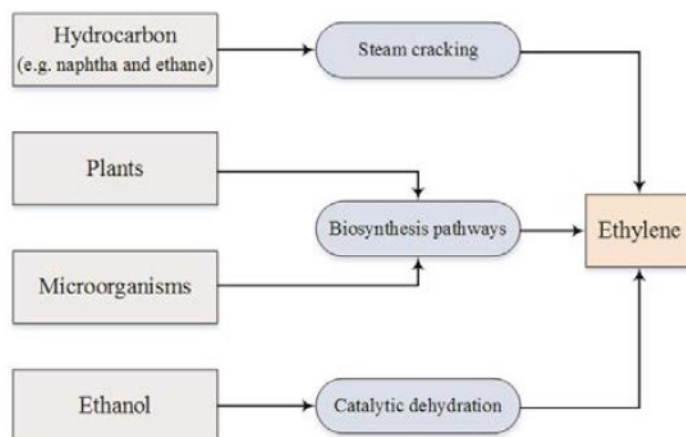 Hydrocarbon
(e.g. naphtha and ethane)
Steam cracking
Plants
Biosynthesis pathways
Ethylene
Microorganisms
Ethanol
Catalytic dehydration